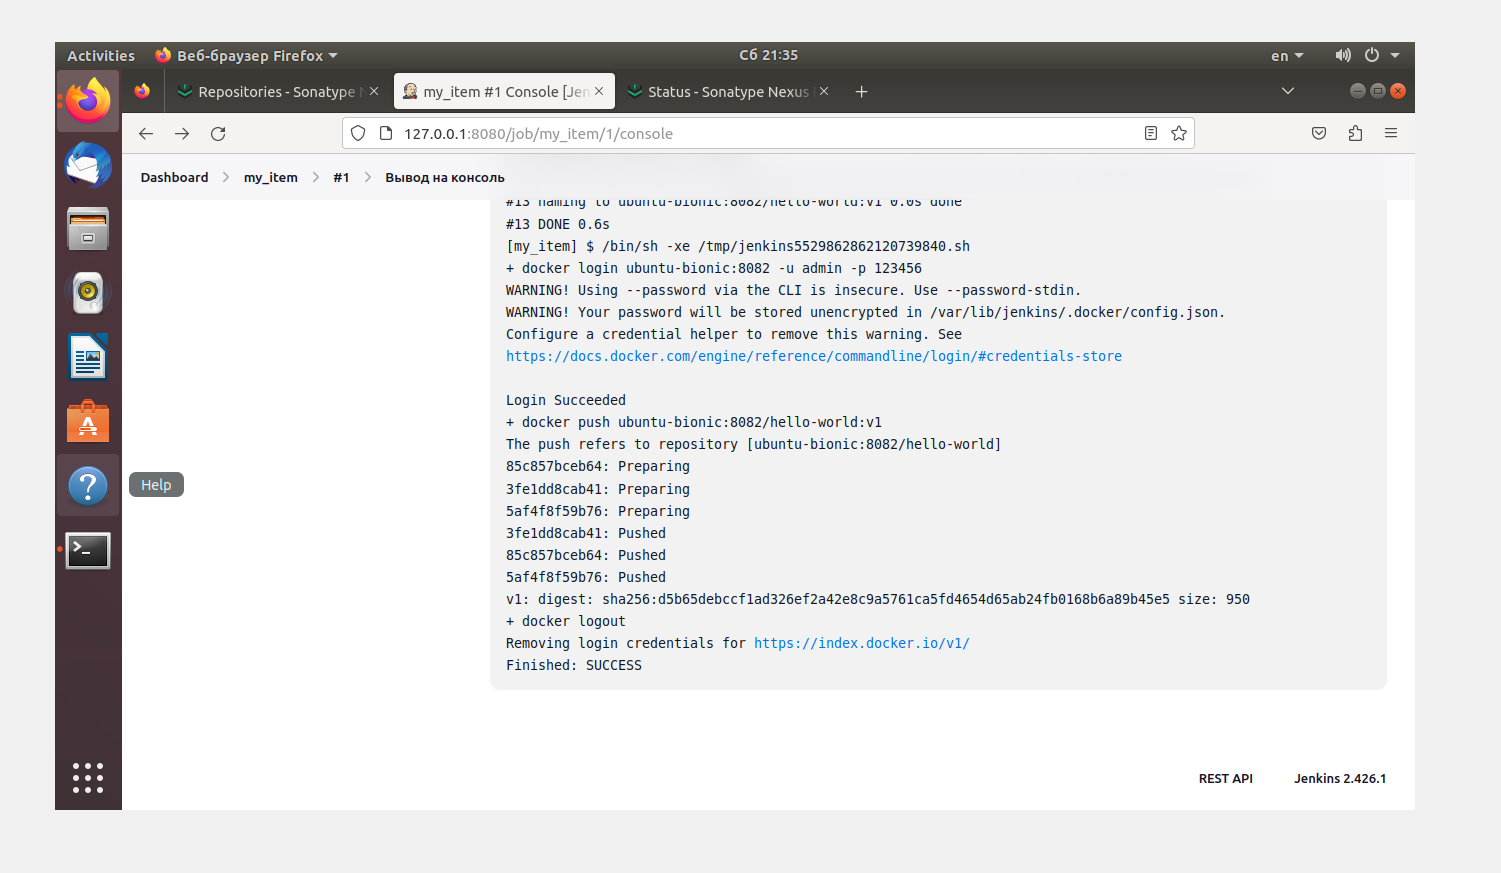 Activities
Веб-браузер Firefox
Сб 21:35
en
Repositories - Sonatype
my_item #1 Console [Jen
Status - Sonatype Nexus
127.0.0.1:8080/job/my_item/1/console
Dashboard
my_item
#1
Вывод на консоль
#13 naming to ubuntu-bionic:8082/hello-world:v1 0.0s done
#13 DONE 0.6s
[my_item] $ /bin/sh -xe /tmp/jenkins5529862862120739840.sh
+ docker login ubuntu-bionic:8082 -u admin -p 123456
WARNING! Using --password via the CLI is insecure. Use --password-stdin.
WARNING! Your password will be stored unencrypted in /var/lib/jenkins/.docker/config.json.
Configure a credential helper to remove this warning. See
https://docs.docker.com/engine/reference/commandline/login/#credentials-store
Login Succeeded
+ docker push ubuntu-bionic:8082/hello-world:v1
The push refers to repository [ubuntu-bionic:8082/hello-world]
85c857bceb64: Preparing
3fe1dd8cab41: Preparing
5af4f8f59b76: Preparing
3fe1dd8cab41: Pushed
85c857bceb64: Pushed
5af4f8f59b76: Pushed
v1: digest: sha256:d5b65debccf1ad326ef2a42e8c9a5761ca5fd4654d65ab24fb0168b6a89b45e5 size: 950
+ docker logout
Removing login credentials for https://index.docker.io/v1/
Finished: SUCCESS
Help
REST API
Jenkins 2.426.1